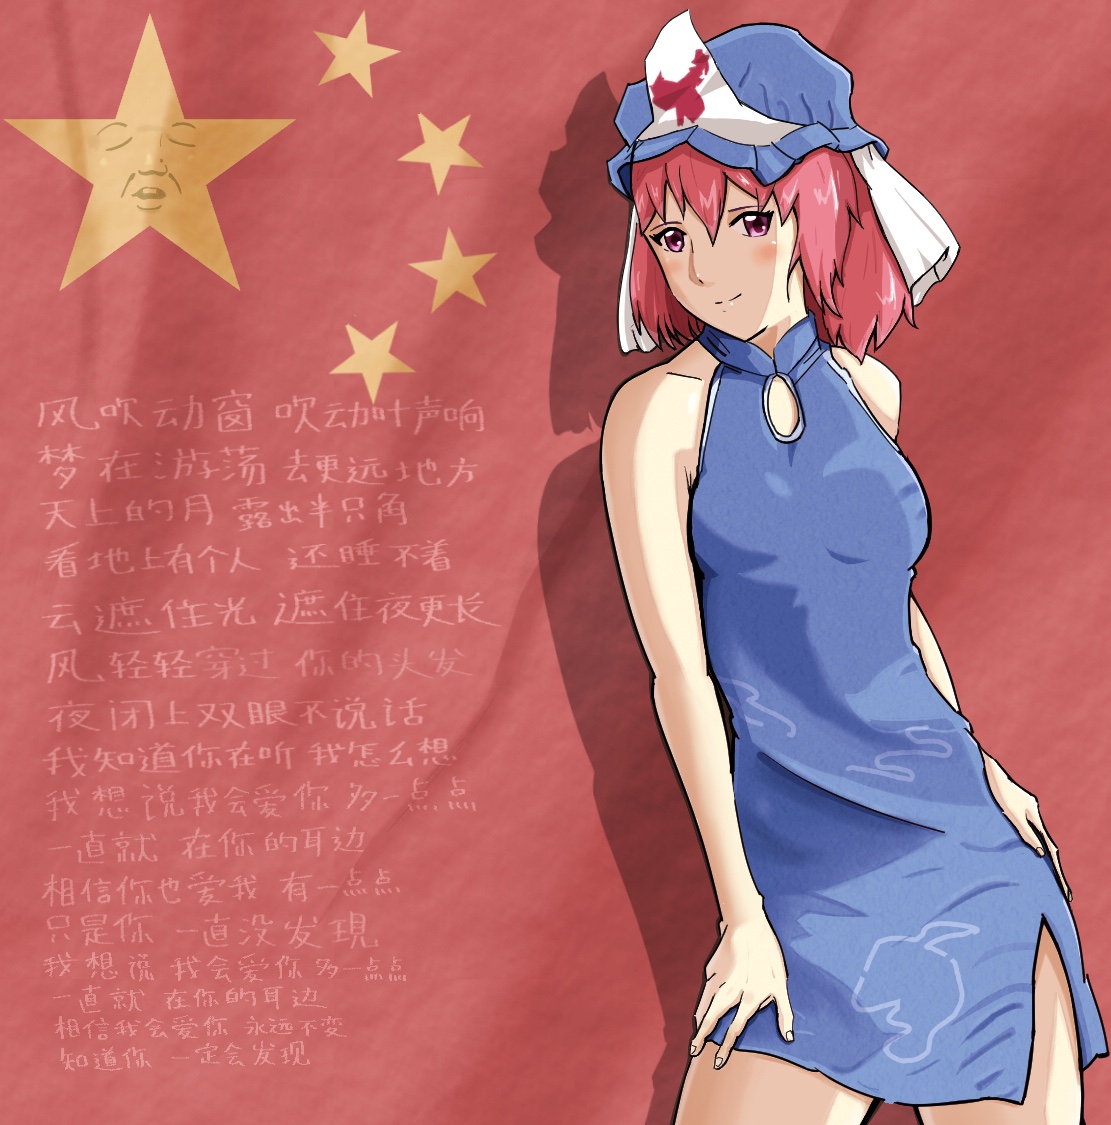 风吹动窗 吹动叶声响
梦在游荡 去更远地方
天上的月 露出半只角
看地上有个人 还睡不着
云遮住光 遮住夜更长
风轻轻穿过 你的头发
夜闭上双眼不说话
我知道你在听 我怎么想
我想说我会爱你 多一点点
一直就 在你的耳边
相信你也爱我 有一点点
只是你 一直没发現
我想说 我会爱你 多一点点
一直就 在你的耳边
相信我会爱你 永远不变
知道你 一定会发现